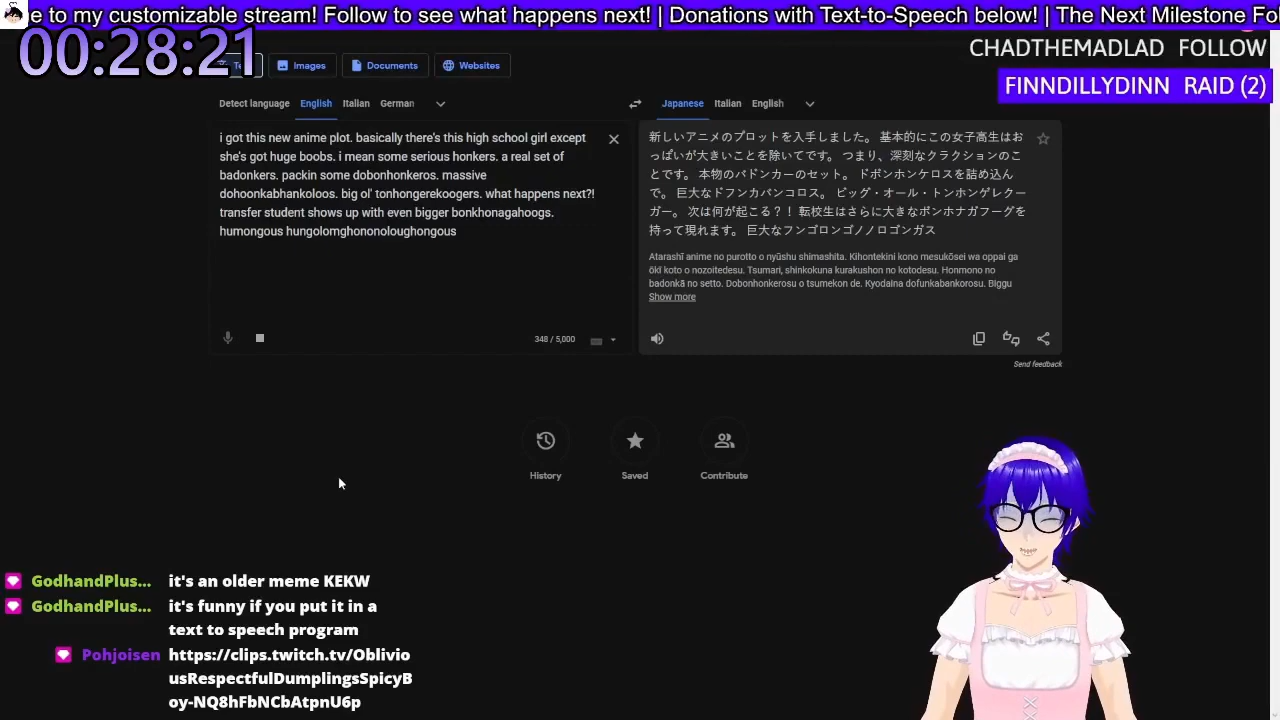 e to my customizable stream! Follow to see what happens next! | Donations with Text-to-Speech below! | The Next Milestone Fol
00:28:21
CHADTHEMADLAD FOLLOW
FINNDILLYDINN RAID (2)
Images
Documents
Websites
Detect language English Italian German
Japanese Italian English
i got this new anime plot. basically there's this high school girl except
she's got huge boobs. i mean some serious honkers. a real set of
badonkers. packin some dobonhonkeros. massive
dohoonkabhankoloos. big ol' tonhongerekoogers. what happens next?!
transfer student shows up with even bigger bonkhonagahoogs.
humongous hungolomghononoloughongous
348 / 5,000
新しいアニメのプロットを入手しました。 基本的にこの女子高生はお
っぱいが大きいことを除いてです。 つまり、深刻なクラクションのこ
とです。 本物のバドンカーのセット。 ドボンホンケロスを詰め込ん
で。 巨大なドフンカバンコロス。 ビッグ・オール・トンホンゲレクー
ガー。 次は何が起こる？！ 転校生はさらに大きなボンホナガフーグを
持って現れます。 巨大なフンゴロンゴノノロゴンガス
Atarashī anime no purotto o nyūshu shimashita. Kihontekini kono mesukōsei wa oppai ga
ōkī koto o nozoitedesu. Tsumari, shinkokuna kurakushon no kotodesu. Honmono no
badonkā no setto. Dobonhonkerosu o tsumekon de. Kyodaina dofunkabankorosu. Biggu
Show more
Send feedback
History
Saved
Contribute
GodhandPlus... it's an older meme KEKW
GodhandPlus... it's funny if you put it in a
text to speech program
Pohjoisen https://clips.twitch.tv/Oblivio
usRespectfulDumplingsSpicyB
oy-NQ8hFbNCbAtpnU6p